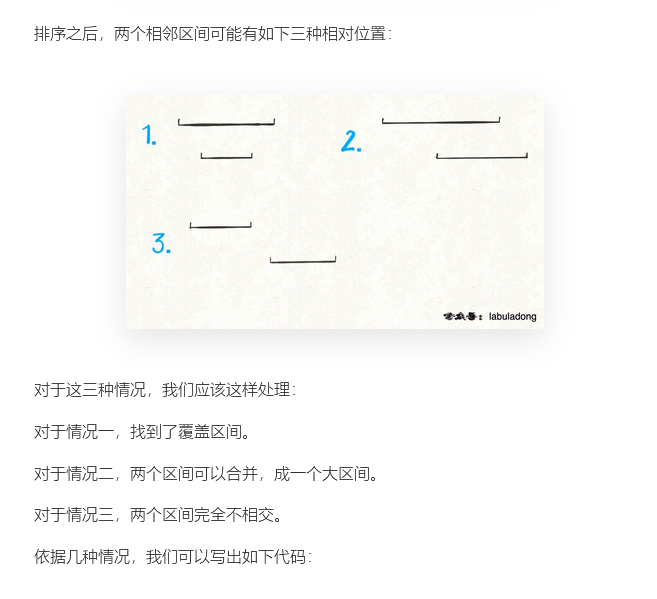 排序之后，两个相邻区间可能有如下三种相对位置：
1.
2.
3.
labuladong
对于这三种情况，我们应该这样处理：
对于情况一，找到了覆盖区间。
对于情况二，两个区间可以合并，成一个大区间。
对于情况三，两个区间完全不相交。
依据几种情况，我们可以写出如下代码：